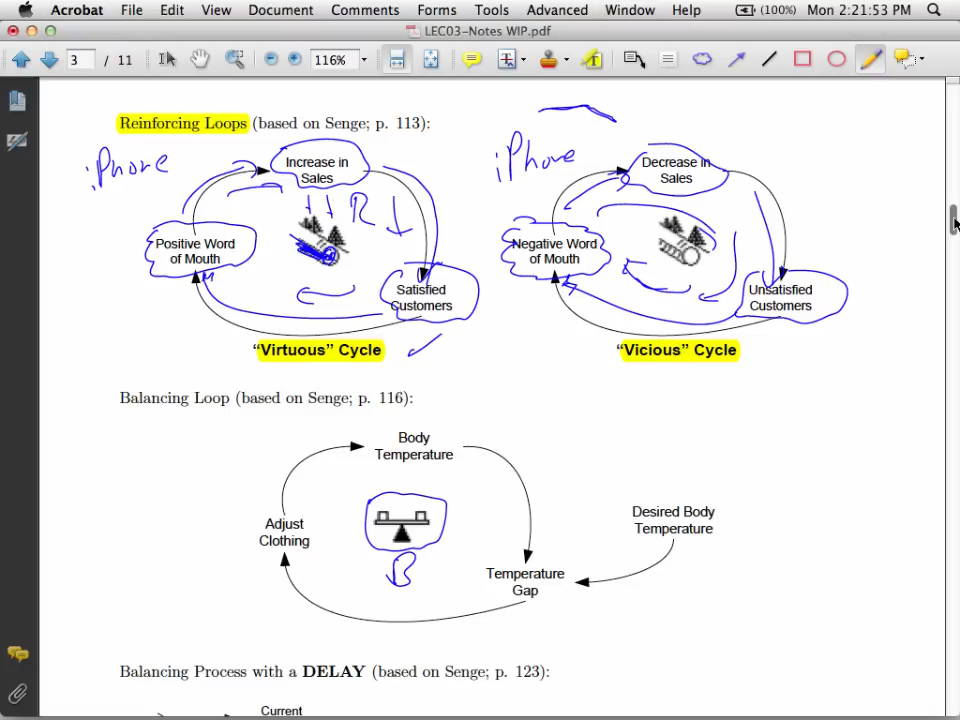 Acrobat File Edit View Document Comments Forms Tools Advanced Window Help (100%) Mon 2:21:53 PM
LEC03-Notes WIP.pdf
3 / 11 116%
Reinforcing Loops (based on Senge; p. 113):
iPhone
Increase in
Sales
R
Positive Word
of Mouth
Satisfied
Customers
"Virtuous" Cycle
iPhone
Decrease in
Sales
Negative Word
of Mouth
Unsatisfied
Customers
"Vicious" Cycle
Balancing Loop (based on Senge; p. 116):
Body
Temperature
Adjust
Clothing
B
Desired Body
Temperature
Temperature
Gap
Balancing Process with a DELAY (based on Senge; p. 123):
Current